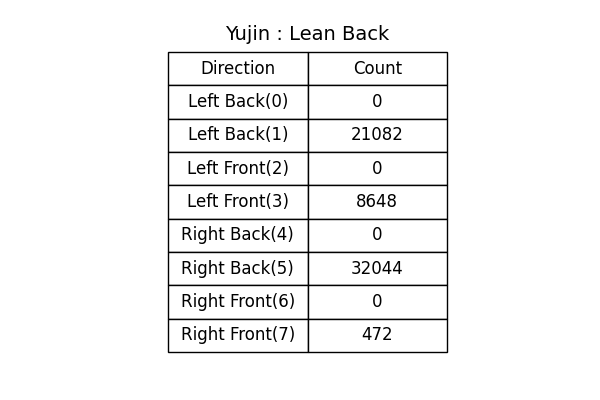 Yujin : Lean Back
Direction Count
Left Back(0) 0
Left Back(1) 21082
Left Front(2) 0
Left Front(3) 8648
Right Back(4) 0
Right Back(5) 32044
Right Front(6) 0
Right Front(7) 472